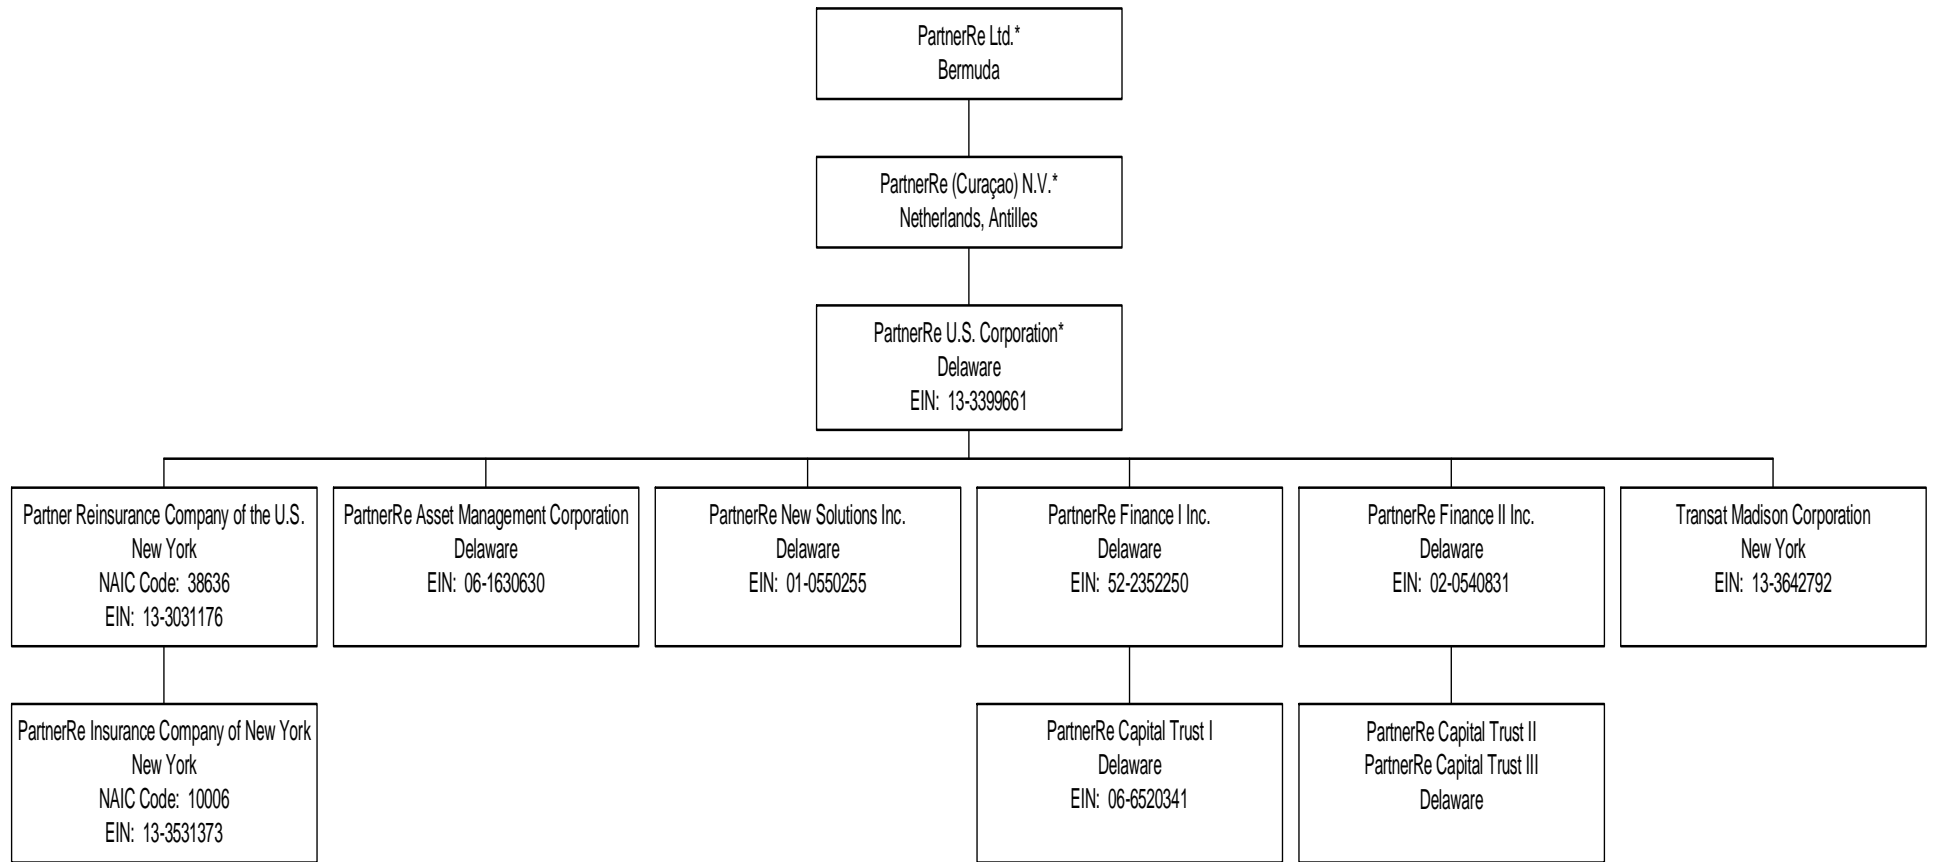 PartnerRe Ltd.*
Bermuda
PartnerRe (Curaçao) N.V.*
Netherlands, Antilles
PartnerRe U.S. Corporation*
Delaware
EIN: 13-3399661
Partner Reinsurance Company of the U.S.
New York
NAIC Code: 38636
EIN: 13-3031176
PartnerRe Asset Management Corporation
Delaware
EIN: 06-1630630
PartnerRe New Solutions Inc.
Delaware
EIN: 01-0550255
PartnerRe Finance I Inc.
Delaware
EIN: 52-2352250
PartnerRe Finance II Inc.
Delaware
EIN: 02-0540831
Transat Madison Corporation
New York
EIN: 13-3642792
PartnerRe Insurance Company of New York
New York
NAIC Code: 10006
EIN: 13-3531373
PartnerRe Capital Trust I
Delaware
EIN: 06-6520341
PartnerRe Capital Trust II
PartnerRe Capital Trust III
Delaware